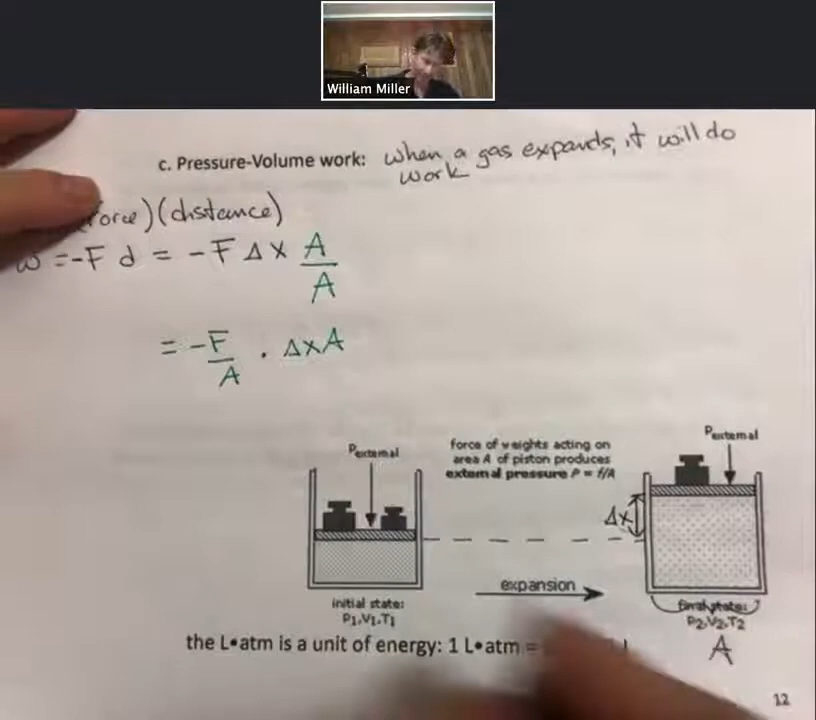 William Miller
c. Pressure-Volume work: when a gas expands, it will do
work
orce) (distance)
w = -Fd = -F Δx A/A
= -F/A · ΔxA
Pexternal
force of weights acting on
area A of piston produces
external pressure P = f/A
Pexternal
Δx
expansion
initial state:
P1,V1,T1
final state:
P2,V2,T2
the L•atm is a unit of energy: 1 L•atm =
A
12